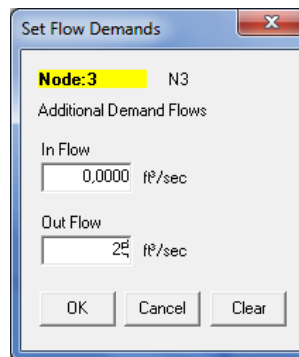 Set Flow Demands
Node:3 N3
Additional Demand Flows
In Flow
0,0000 ft³/sec
Out Flow
25 ft³/sec
OK Cancel Clear